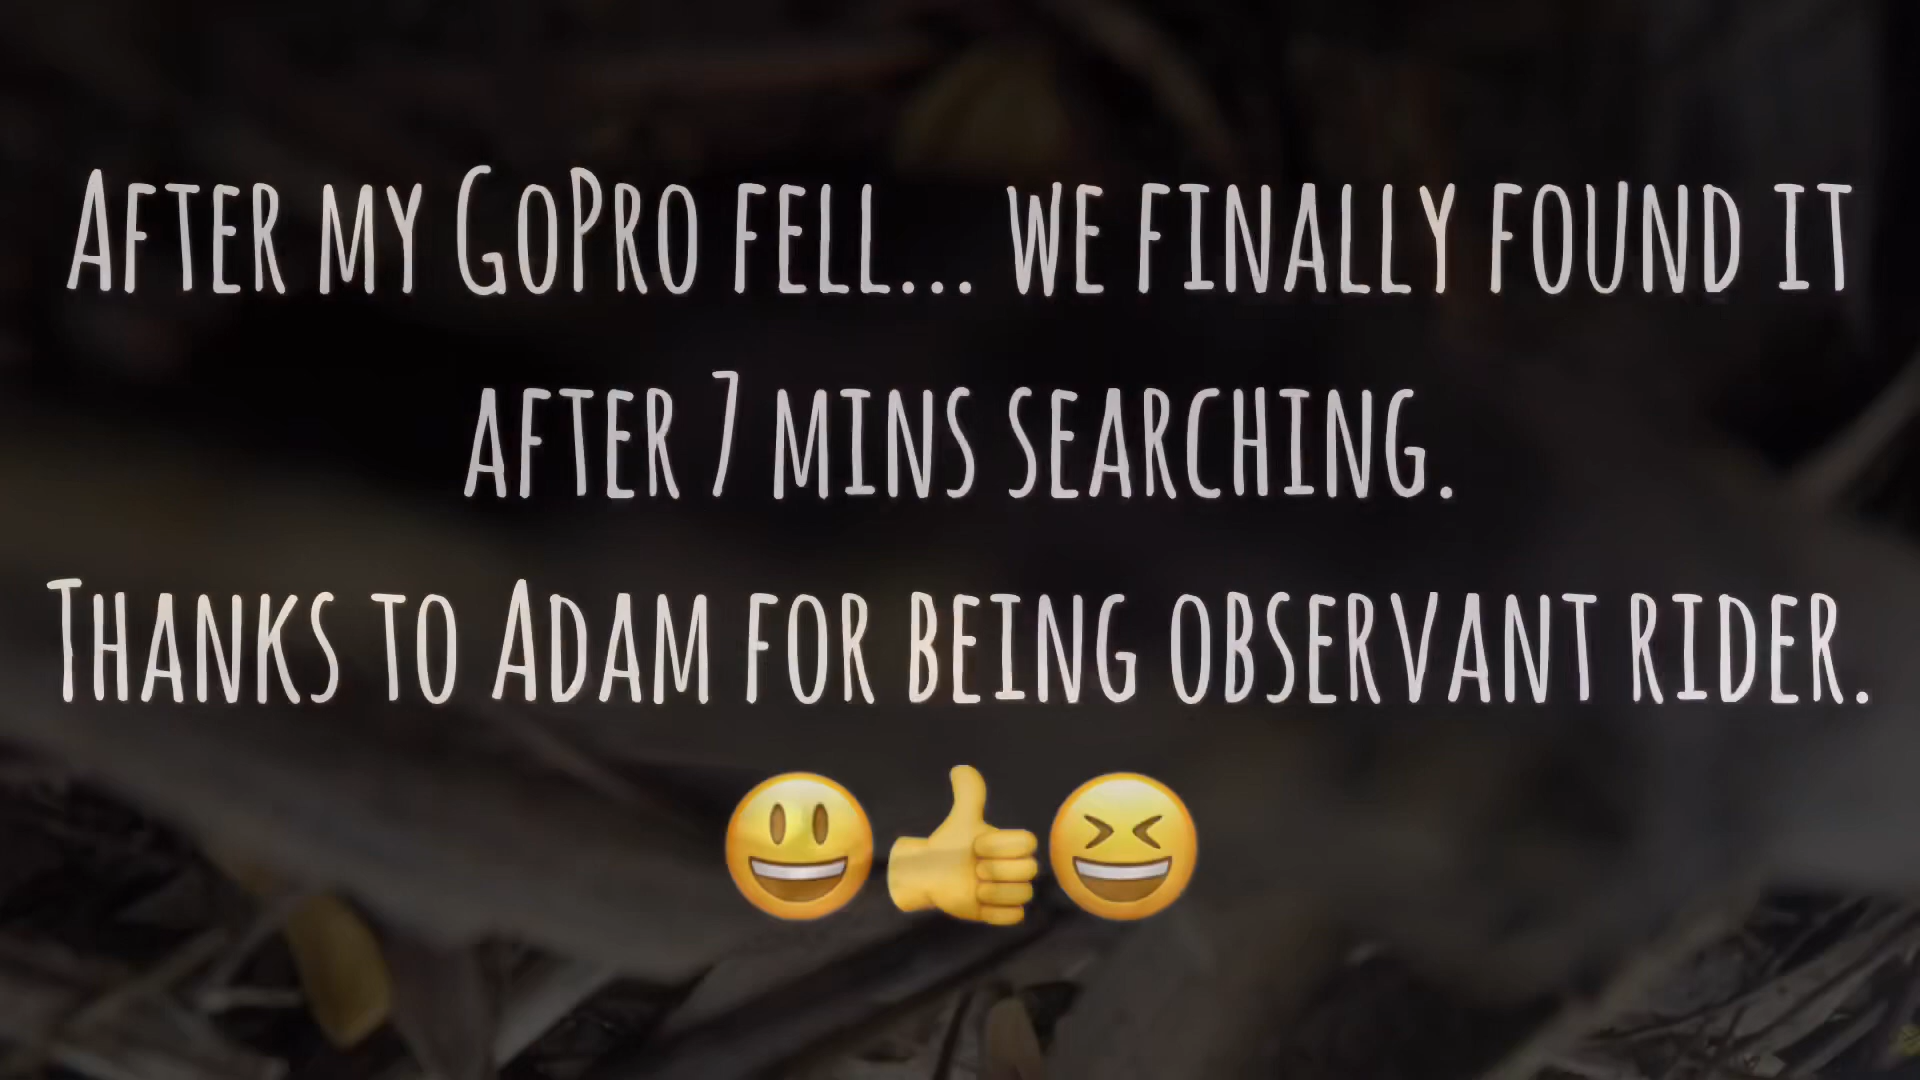 After my GoPro fell... we finally found it
after 7 mins searching.
Thanks to Adam for being observant rider.
😃👍😆